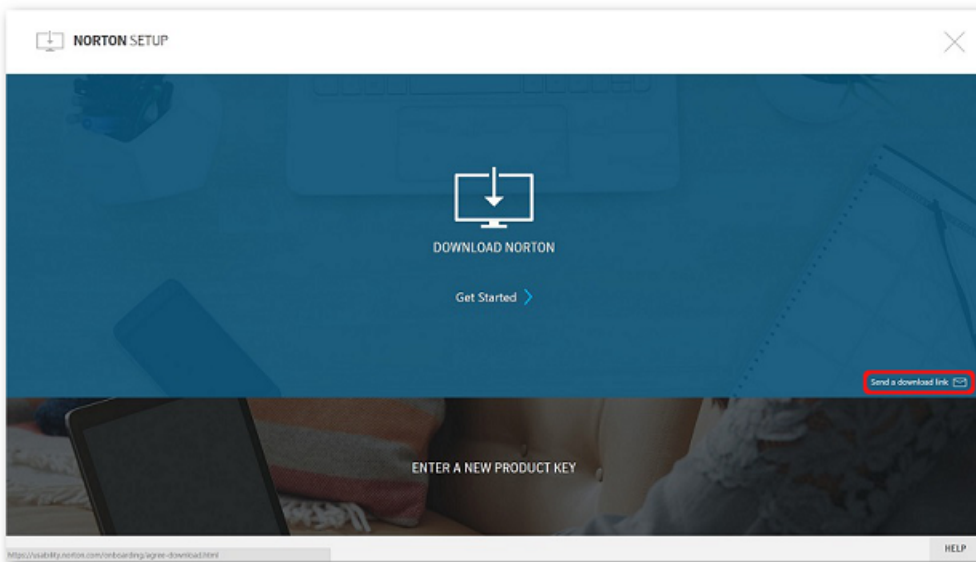 NORTON SETUP
DOWNLOAD NORTON
Get Started
Send a download link
ENTER A NEW PRODUCT KEY
https://usability.norton.com/onboarding/agree-download.html
HELP